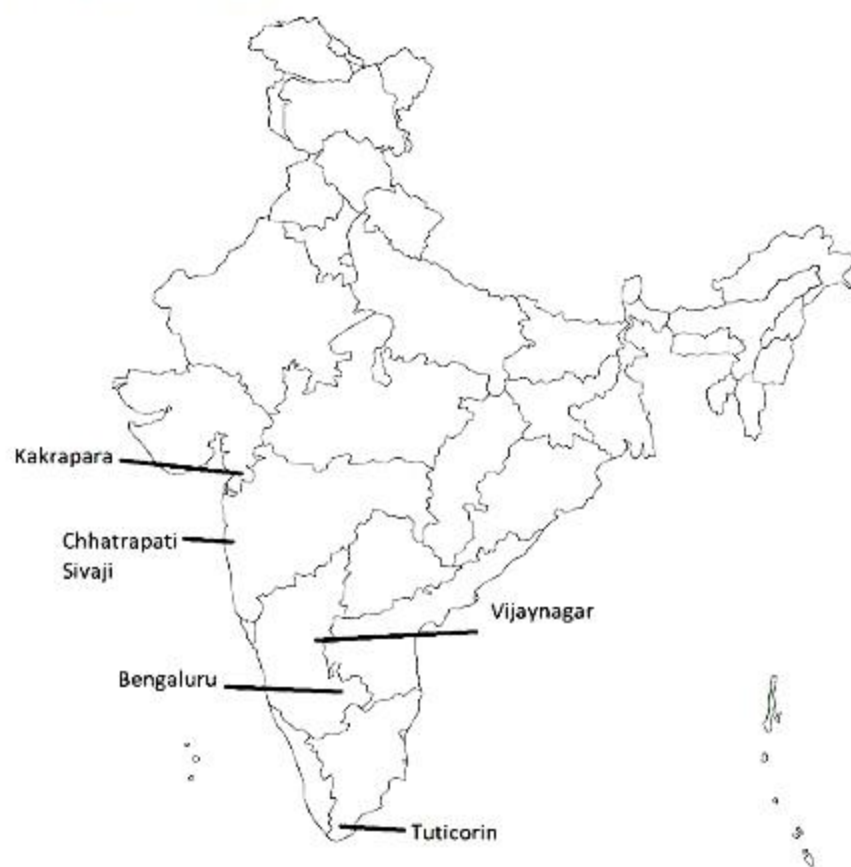 Kakrapara
Chhatrapati
Sivaji
Vijaynagar
Bengaluru
Tuticorin